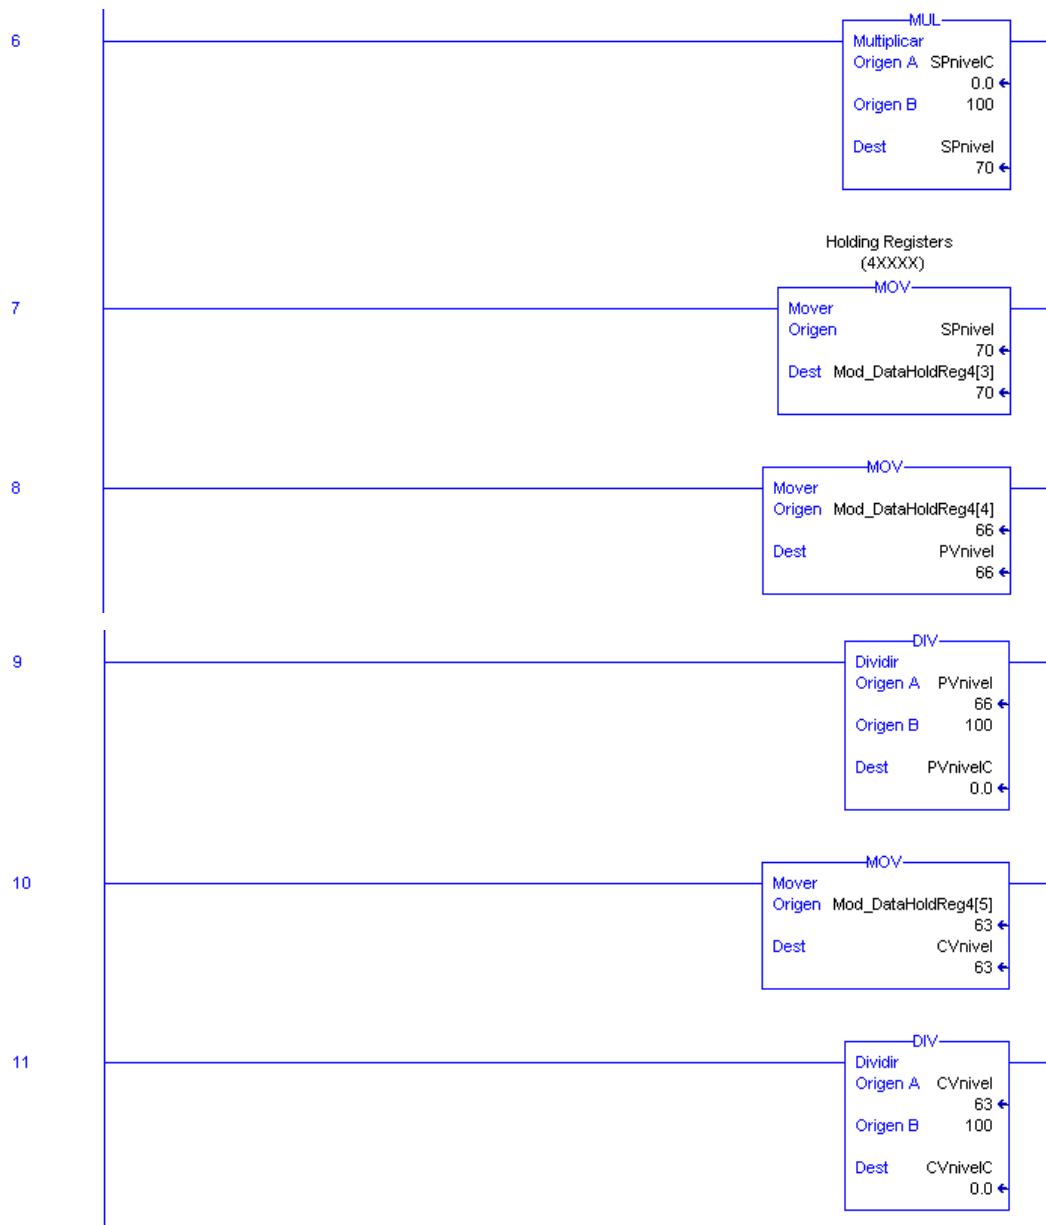 6
MUL
Multiplicar
Origen A SPnivelC
0.0
Origen B 100
Dest SPnivel
70
Holding Registers
(4XXXX)
7
MOV
Mover
Origen SPnivel
70
Dest Mod_DataHoldReg4[3]
70
8
MOV
Mover
Origen Mod_DataHoldReg4[4]
66
Dest PVnivel
66
9
DIV
Dividir
Origen A PVnivel
66
Origen B 100
Dest PVnivelC
0.0
10
MOV
Mover
Origen Mod_DataHoldReg4[5]
63
Dest CVnivel
63
11
DIV
Dividir
Origen A CVnivel
63
Origen B 100
Dest CVnivelC
0.0